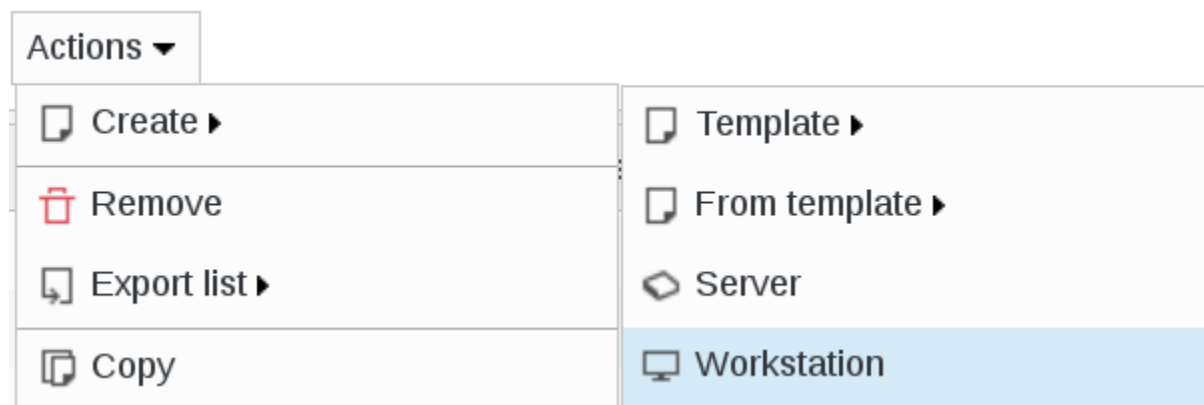 Actions
Create
Remove
Export list
Copy
Template
From template
Server
Workstation